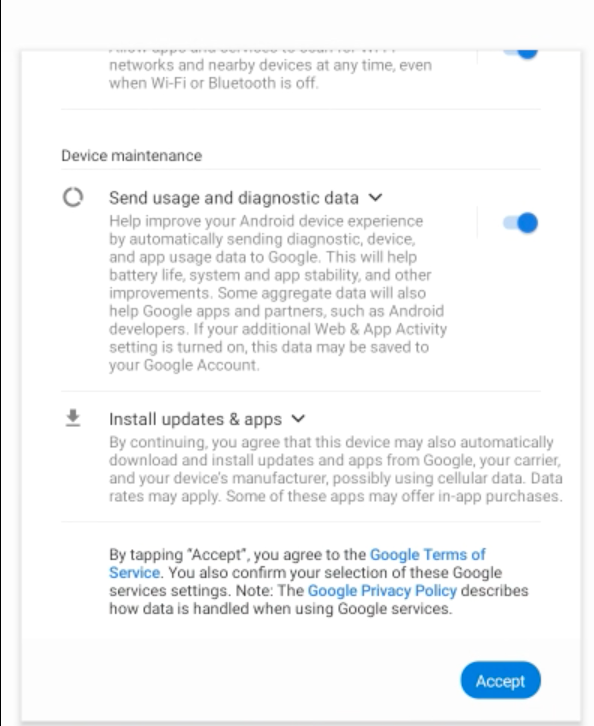 networks and nearby devices at any time, even
when Wi-Fi or Bluetooth is off.
Device maintenance
Send usage and diagnostic data
Help improve your Android device experience
by automatically sending diagnostic, device,
and app usage data to Google. This will help
battery life, system and app stability, and other
improvements. Some aggregate data will also
help Google apps and partners, such as Android
developers. If your additional Web & App Activity
setting is turned on, this data may be saved to
your Google Account.
Install updates & apps
By continuing, you agree that this device may also automatically
download and install updates and apps from Google, your carrier,
and your device's manufacturer, possibly using cellular data. Data
rates may apply. Some of these apps may offer in-app purchases.
By tapping “Accept”, you agree to the Google Terms of
Service. You also confirm your selection of these Google
services settings. Note: The Google Privacy Policy describes
how data is handled when using Google services.
Accept